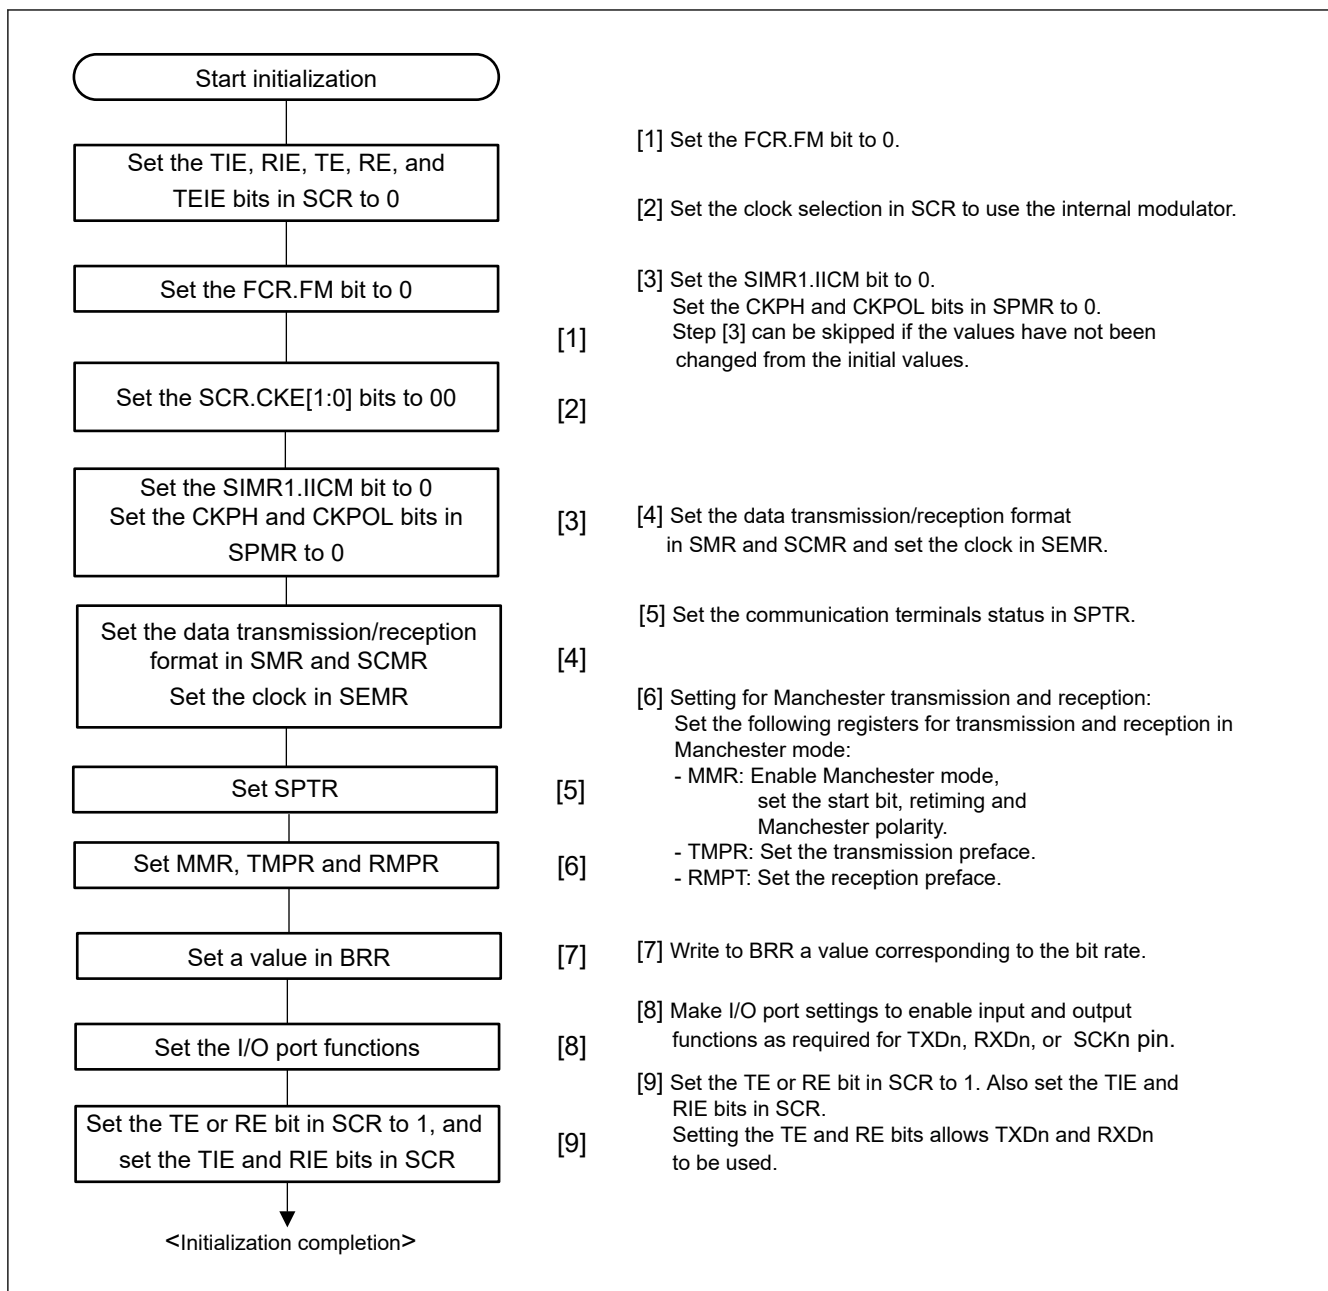 Start initialization
Set the TIE, RIE, TE, RE, and
TEIE bits in SCR to 0
Set the FCR.FM bit to 0
[1]
Set the SCR.CKE[1:0] bits to 00
[2]
Set the SIMR1.IICM bit to 0
Set the CKPH and CKPOL bits in
SPMR to 0
[3]
Set the data transmission/reception
format in SMR and SCMR
Set the clock in SEMR
[4]
Set SPTR
[5]
Set MMR, TMPR and RMPR
[6]
Set a value in BRR
[7]
Set the I/O port functions
[8]
Set the TE or RE bit in SCR to 1, and
set the TIE and RIE bits in SCR
[9]
<Initialization completion>
[1] Set the FCR.FM bit to 0.
[2] Set the clock selection in SCR to use the internal modulator.
[3] Set the SIMR1.IICM bit to 0.
Set the CKPH and CKPOL bits in SPMR to 0.
Step [3] can be skipped if the values have not been
changed from the initial values.
[4] Set the data transmission/reception format
in SMR and SCMR and set the clock in SEMR.
[5] Set the communication terminals status in SPTR.
[6] Setting for Manchester transmission and reception:
Set the following registers for transmission and reception in
Manchester mode:
- MMR: Enable Manchester mode,
set the start bit, retiming and
Manchester polarity.
- TMPR: Set the transmission preface.
- RMPT: Set the reception preface.
[7] Write to BRR a value corresponding to the bit rate.
[8] Make I/O port settings to enable input and output
functions as required for TXDn, RXDn, or SCKn pin.
[9] Set the TE or RE bit in SCR to 1. Also set the TIE and
RIE bits in SCR.
Setting the TE and RE bits allows TXDn and RXDn
to be used.